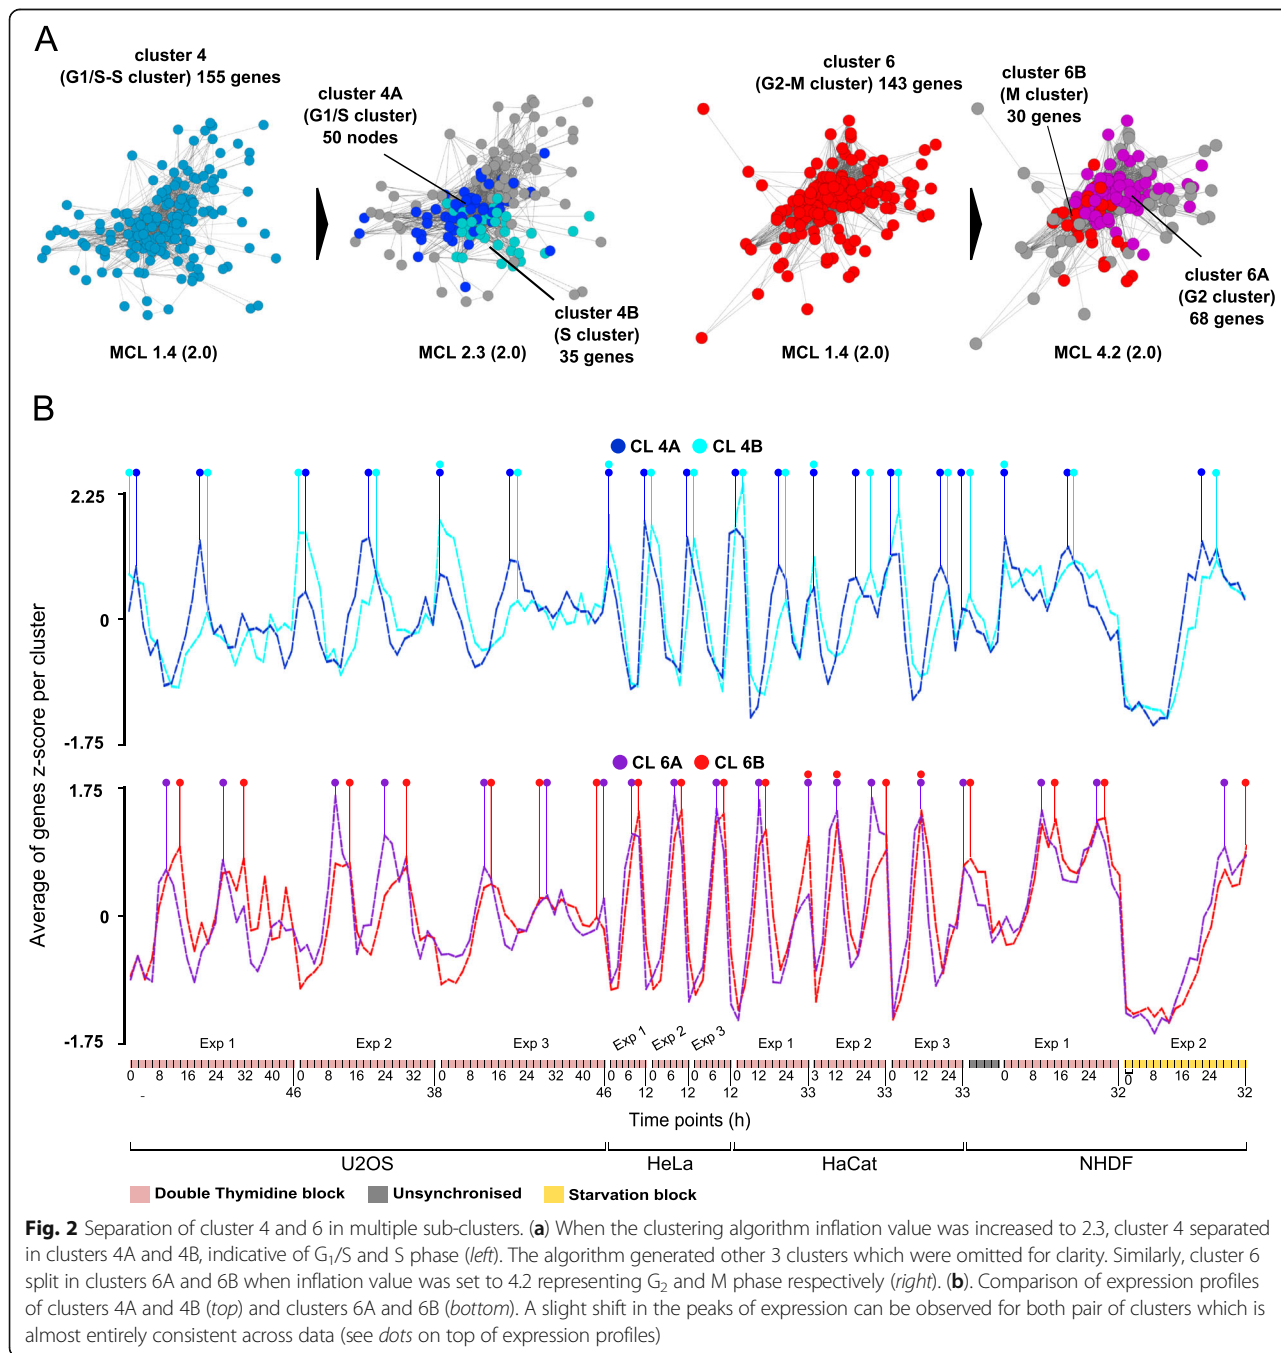 A
cluster 4
(G1/S-S cluster) 155 genes
cluster 4A
(G1/S cluster)
50 nodes
cluster 4B
(S cluster)
35 genes
MCL 1.4 (2.0)
MCL 2.3 (2.0)
cluster 6
(G2-M cluster) 143 genes
cluster 6B
(M cluster)
30 genes
cluster 6A
(G2 cluster)
68 genes
MCL 1.4 (2.0)
MCL 4.2 (2.0)
B
CL 4A CL 4B
2.25
0
-1.75
Average of genes z-score per cluster
CL 6A CL 6B
1.75
0
-1.75
Exp 1 Exp 2 Exp 3 Exp 1 Exp 2 Exp 3 Exp 1 Exp 2 Exp 3 Exp 1 Exp 2
0 8 16 24 32 40 0 8 16 24 32 0 8 16 24 32 40 0 6 0 6 0 6 0 12 24 0 12 24 0 12 24 0 8 16 24 0 8 16 24
46 38 46 12 12 12 33 33 33 32 32
Time points (h)
U2OS HeLa HaCat NHDF
Double Thymidine block Unsynchronised Starvation block
Fig. 2 Separation of cluster 4 and 6 in multiple sub-clusters. (a) When the clustering algorithm inflation value was increased to 2.3, cluster 4 separated
in clusters 4A and 4B, indicative of G1/S and S phase (left). The algorithm generated other 3 clusters which were omitted for clarity. Similarly, cluster 6
split in clusters 6A and 6B when inflation value was set to 4.2 representing G2 and M phase respectively (right). (b). Comparison of expression profiles
of clusters 4A and 4B (top) and clusters 6A and 6B (bottom). A slight shift in the peaks of expression can be observed for both pair of clusters which is
almost entirely consistent across data (see dots on top of expression profiles)